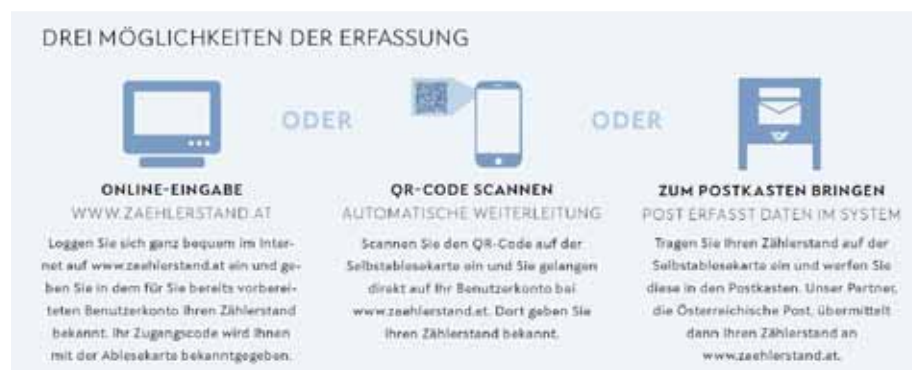 DREI MÖGLICHKEITEN DER ERFASSUNG
ODER
ODER
ONLINE-EINGABE
WWW.ZAEHLERSTAND.AT
Loggen Sie sich ganz bequem im Inter-
net auf www.zaehlerstand.at ein und ge-
ben Sie in dem für Sie bereits vorberei-
teten Benutzerkonto Ihren Zählerstand
bekannt. Ihr Zugangscode wird Ihnen
mit der Ablesekarte bekanntgegeben.
QR-CODE SCANNEN
AUTOMATISCHE WEITERLEITUNG
Scannen Sie den QR-Code auf der
Selbstablesekarte ein und Sie gelangen
direkt auf Ihr Benutzerkonto bei
www.zaehlerstand.at. Dort geben Sie
Ihren Zählerstand bekannt.
ZUM POSTKASTEN BRINGEN
POST ERFASST DATEN IM SYSTEM
Tragen Sie Ihren Zählerstand auf der
Selbstablesekarte ein und werfen Sie
diese in den Postkasten. Unser Partner,
die Österreichische Post, übermittelt
dann Ihren Zählerstand an
www.zaehlerstand.at.